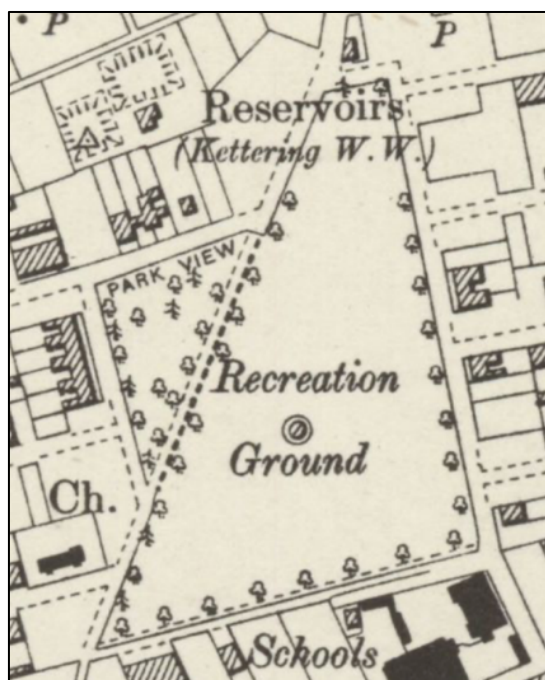 P
P
Reservoirs
(Kettering W.W.)
PARK VIEW
Recreation
Ground
Ch.
Schools